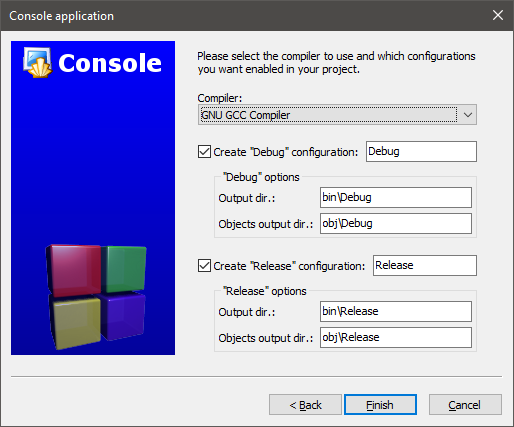 Console application
Console
Please select the compiler to use and which configurations
you want enabled in your project.
Compiler:
GNU GCC Compiler
Create "Debug" configuration: Debug
"Debug" options
Output dir.: bin\Debug
Objects output dir.: obj\Debug
Create "Release" configuration: Release
"Release" options
Output dir.: bin\Release
Objects output dir.: obj\Release
< Back Finish Cancel